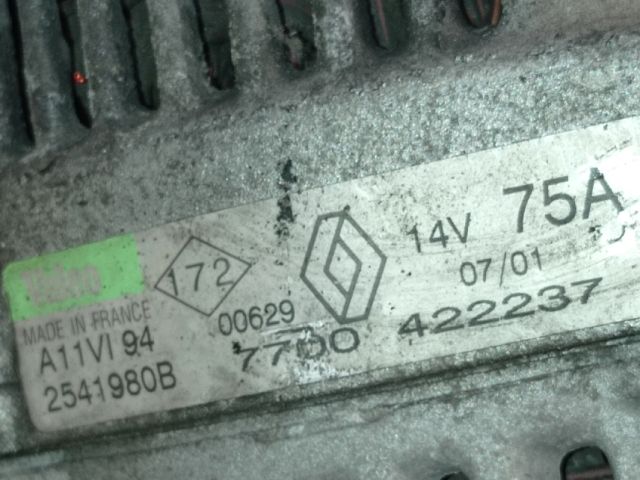 Valeo
MADE IN FRANCE
A11VI 94
2541980B
172
00629
14V 75A
07/01
7700 422237